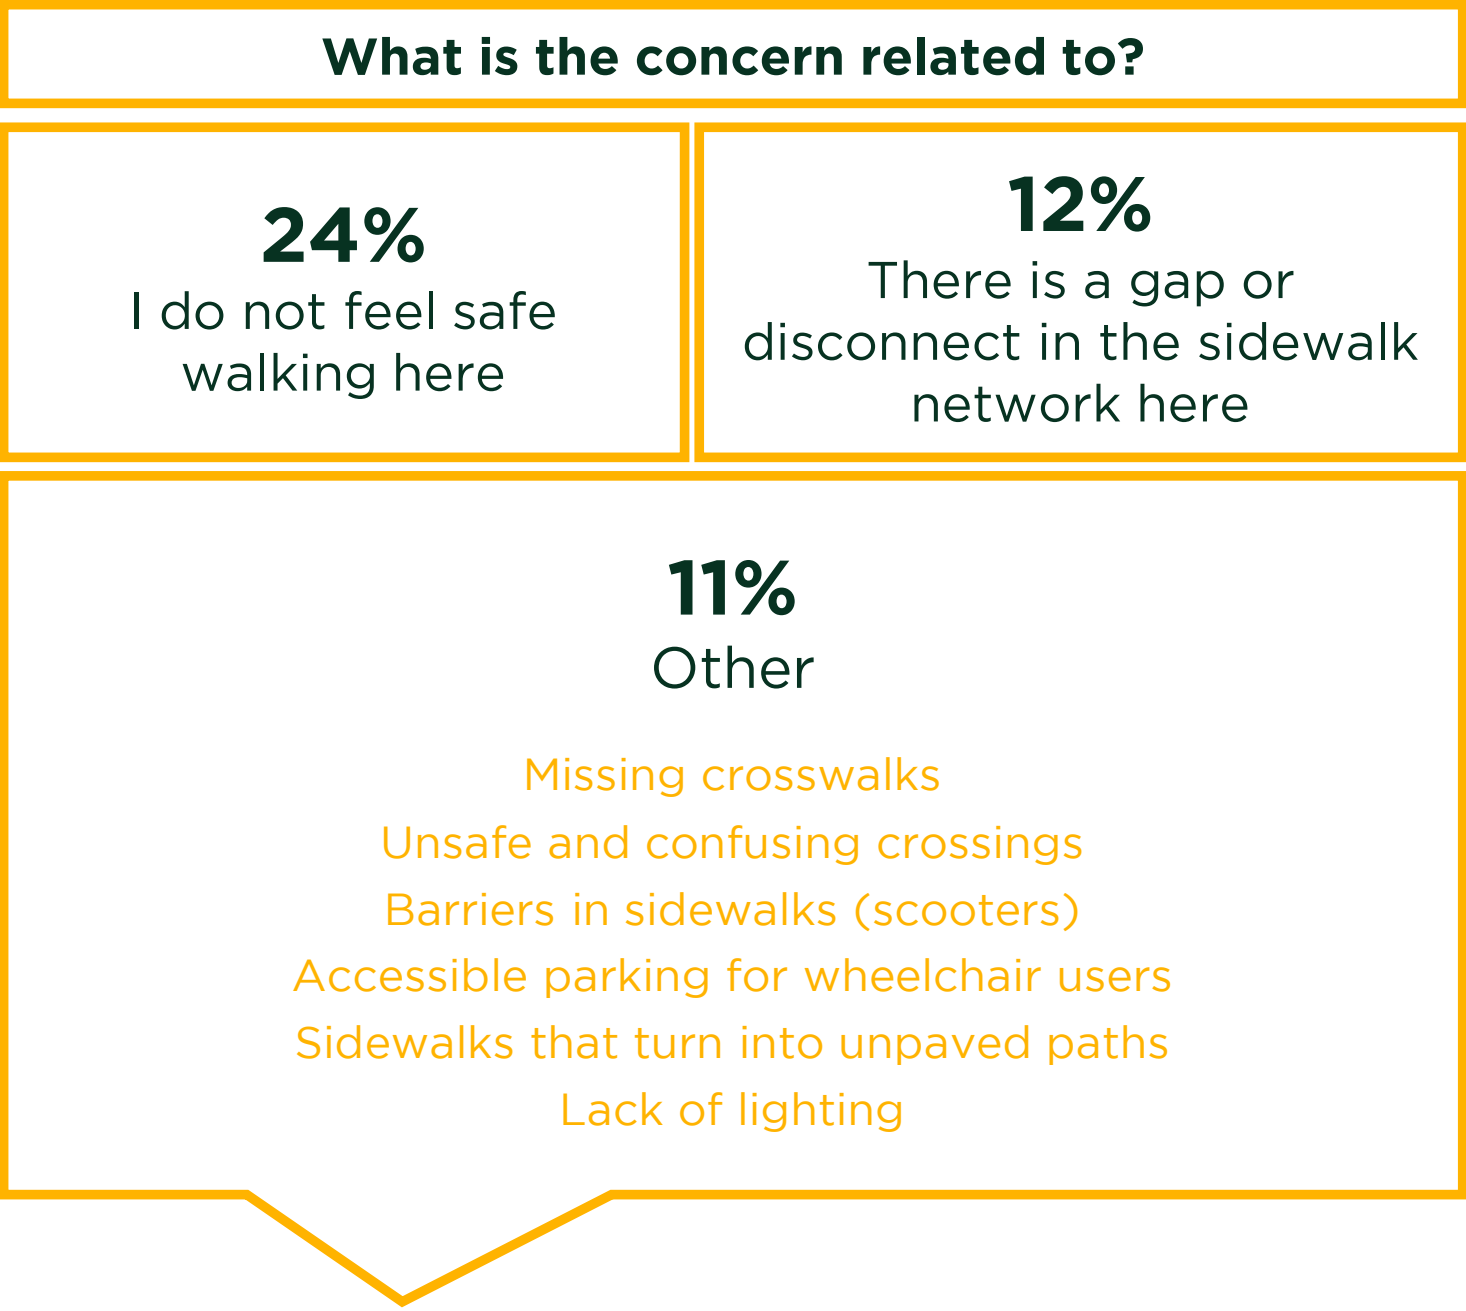 What is the concern related to?
24%
I do not feel safe
walking here
12%
There is a gap or
disconnect in the sidewalk
network here
11%
Other
Missing crosswalks
Unsafe and confusing crossings
Barriers in sidewalks (scooters)
Accessible parking for wheelchair users
Sidewalks that turn into unpaved paths
Lack of lighting